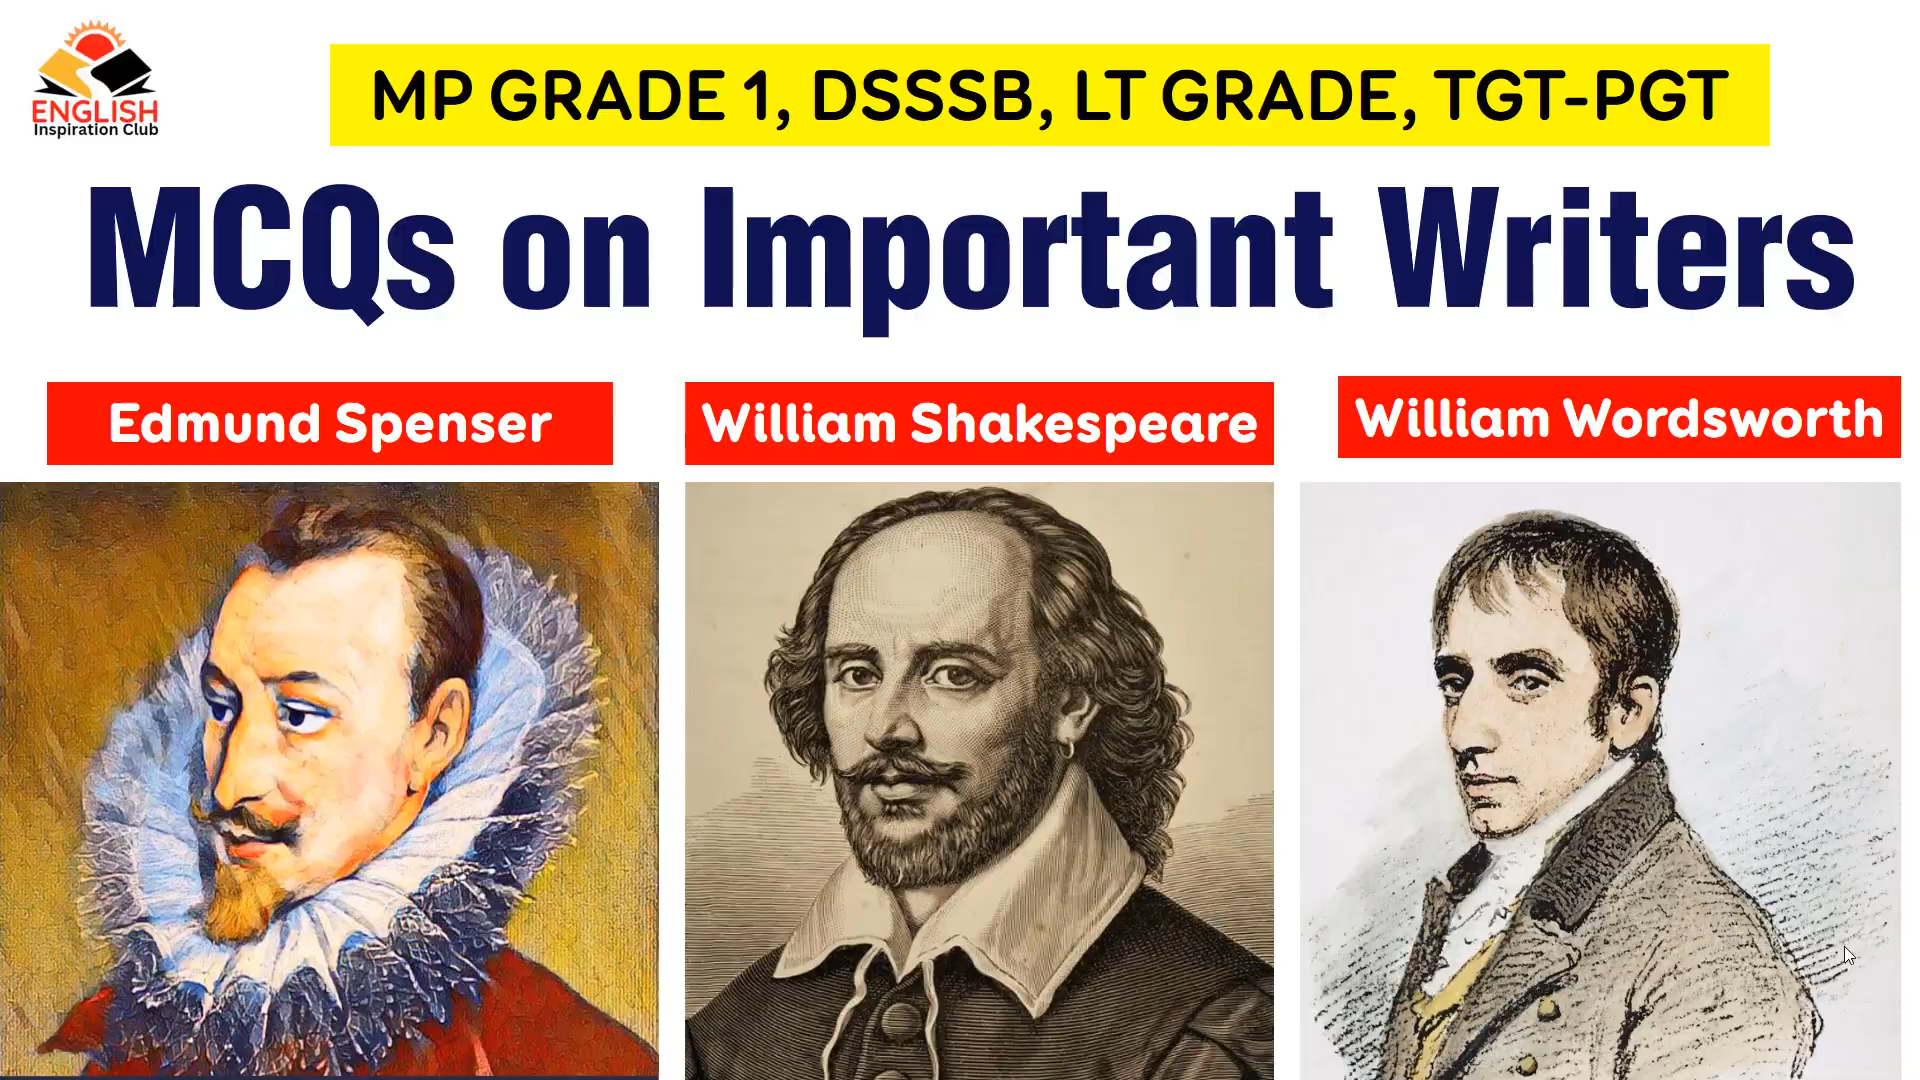 ENGLISH
Inspiration Club
MP GRADE 1, DSSSB, LT GRADE, TGT-PGT
MCQs on Important Writers
Edmund Spenser
William Shakespeare
William Wordsworth